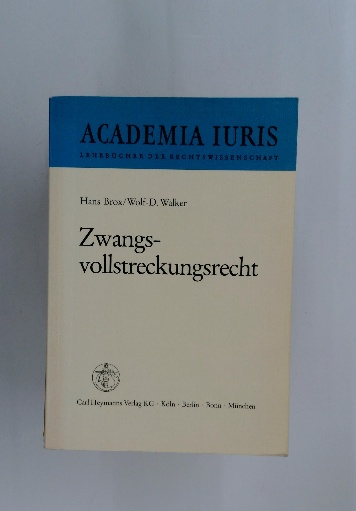 ACADEMIA IURIS
LEHRBÜCHER DER RECHTSWISSENSCHAFT
Hans Brox/Wolf-D. Walker
Zwangs-
vollstreckungsrecht
Carl Heymanns Verlag KG · Köln · Berlin · Bonn · München